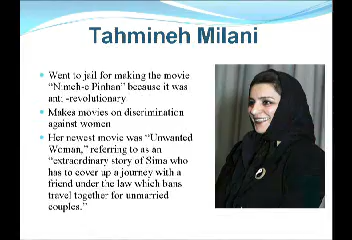 Tahmineh Milani
Went to jail for making the movie
"Nimeh-e Pinhan" because it was
anti-revolutionary
Makes movies on discrimination
against women
Her newest movie was "Unwanted
Woman," referring to as an
"extraordinary story of Sima who
has to cover up a journey with a
friend under the law which bans
travel together for unmarried
couples."